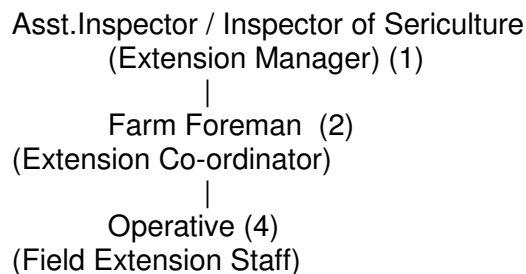 Asst.Inspector / Inspector of Sericulture
(Extension Manager) (1)
|
Farm Foreman (2)
(Extension Co-ordinator)
|
Operative (4)
(Field Extension Staff)